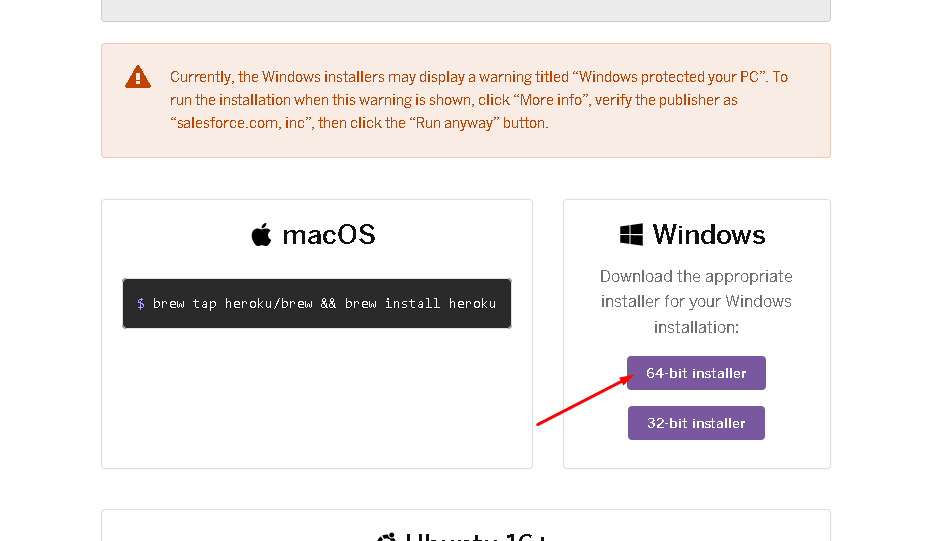 Currently, the Windows installers may display a warning titled “Windows protected your PC”. To
run the installation when this warning is shown, click “More info”, verify the publisher as
“salesforce.com, inc”, then click the “Run anyway” button.
macOS
$ brew tap heroku/brew && brew install heroku
Windows
Download the appropriate
installer for your Windows
installation:
64-bit installer
32-bit installer
Ubuntu 16+